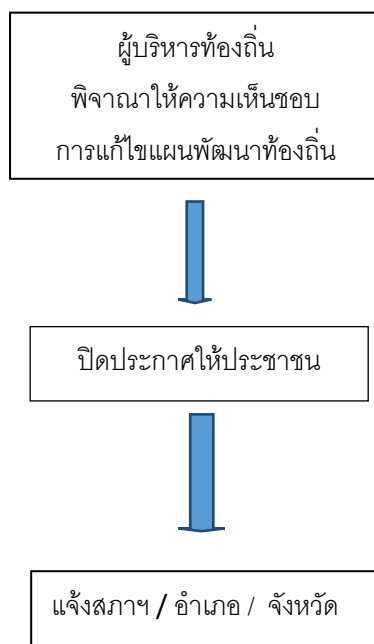 ผู้บริหารท้องถิ่น
พิจาณาให้ความเห็นชอบ
การแก้ไขแผนพัฒนาท้องถิ่น
ปิดประกาศให้ประชาชน
แจ้งสภาฯ / อำเภอ / จังหวัด